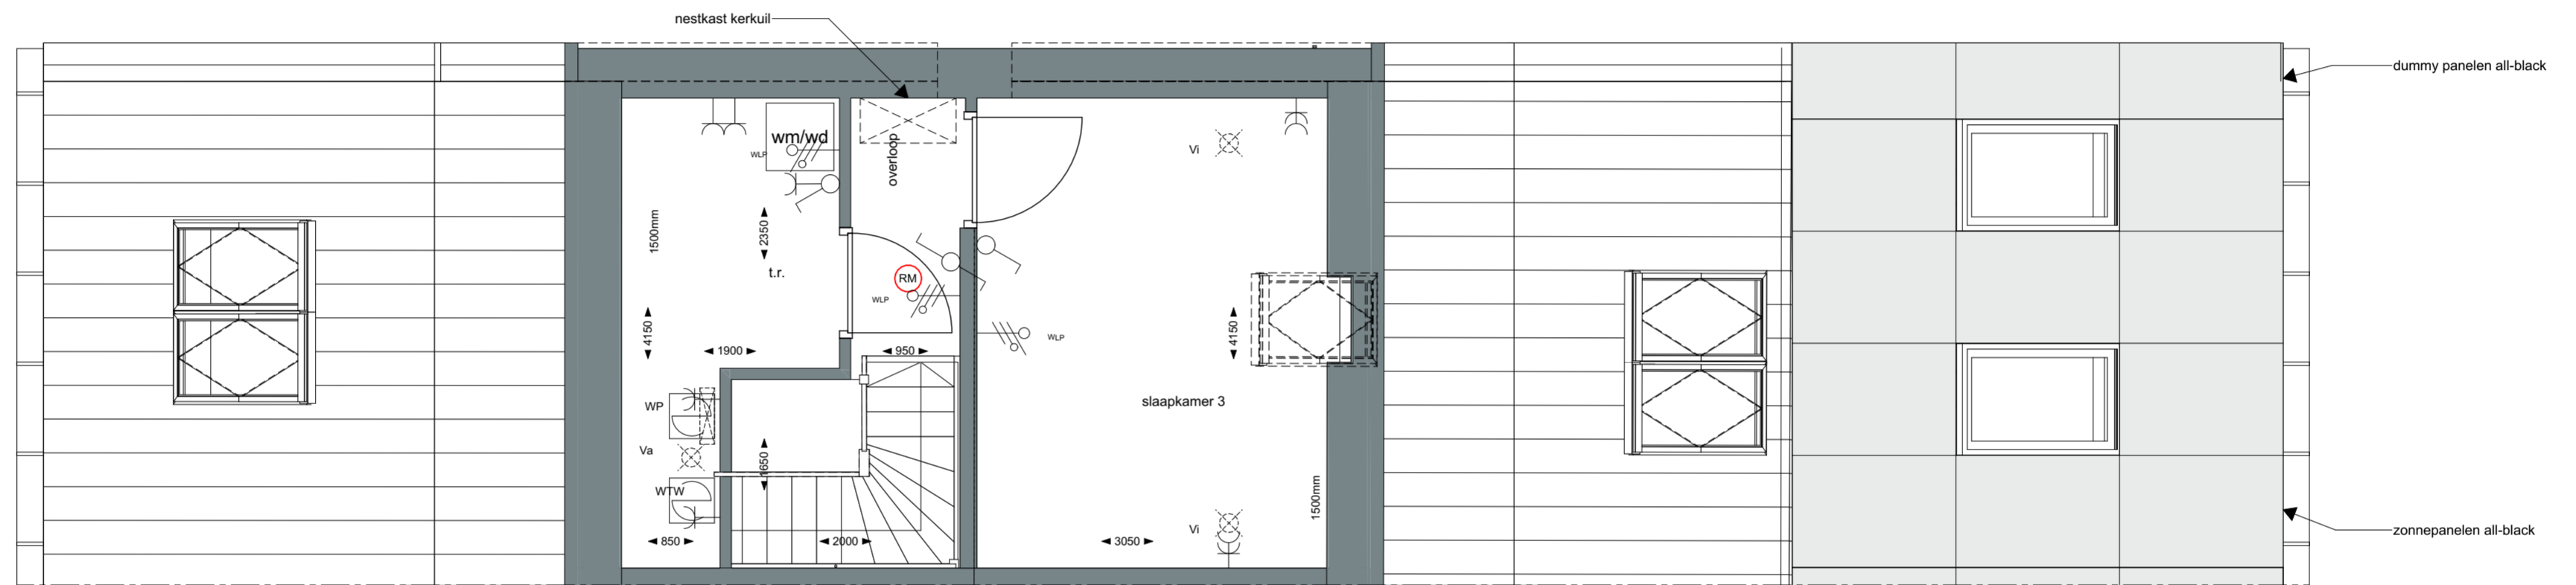 nestkast kerkuil
dummy panelen all-black
wm/wd
WLP
overloop
Vi
1500mm
2350
t.r.
RM
WLP
WLP
4150
4150
1900
950
slaapkamer 3
WP
Va
1650
WTW
1500mm
Vi
850
2000
3050
zonnepanelen all-black